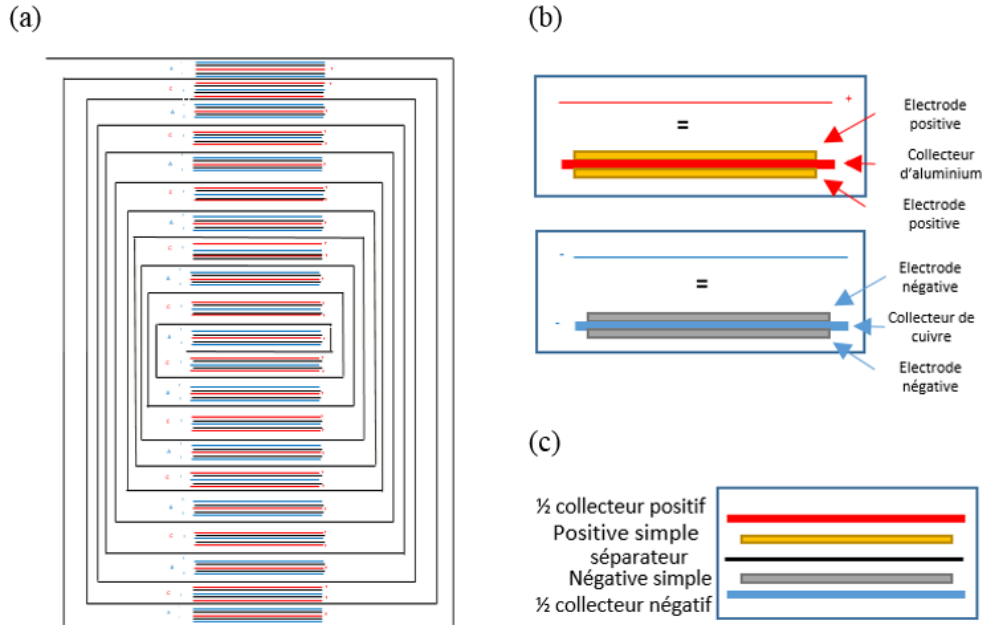 (a)
(b)
+
=
Electrode
positive
Collecteur
d'aluminium
Electrode
positive
-
=
-
Electrode
négative
Collecteur de
cuivre
Electrode
négative
(c)
½ collecteur positif
Positive simple
séparateur
Négative simple
½ collecteur négatif